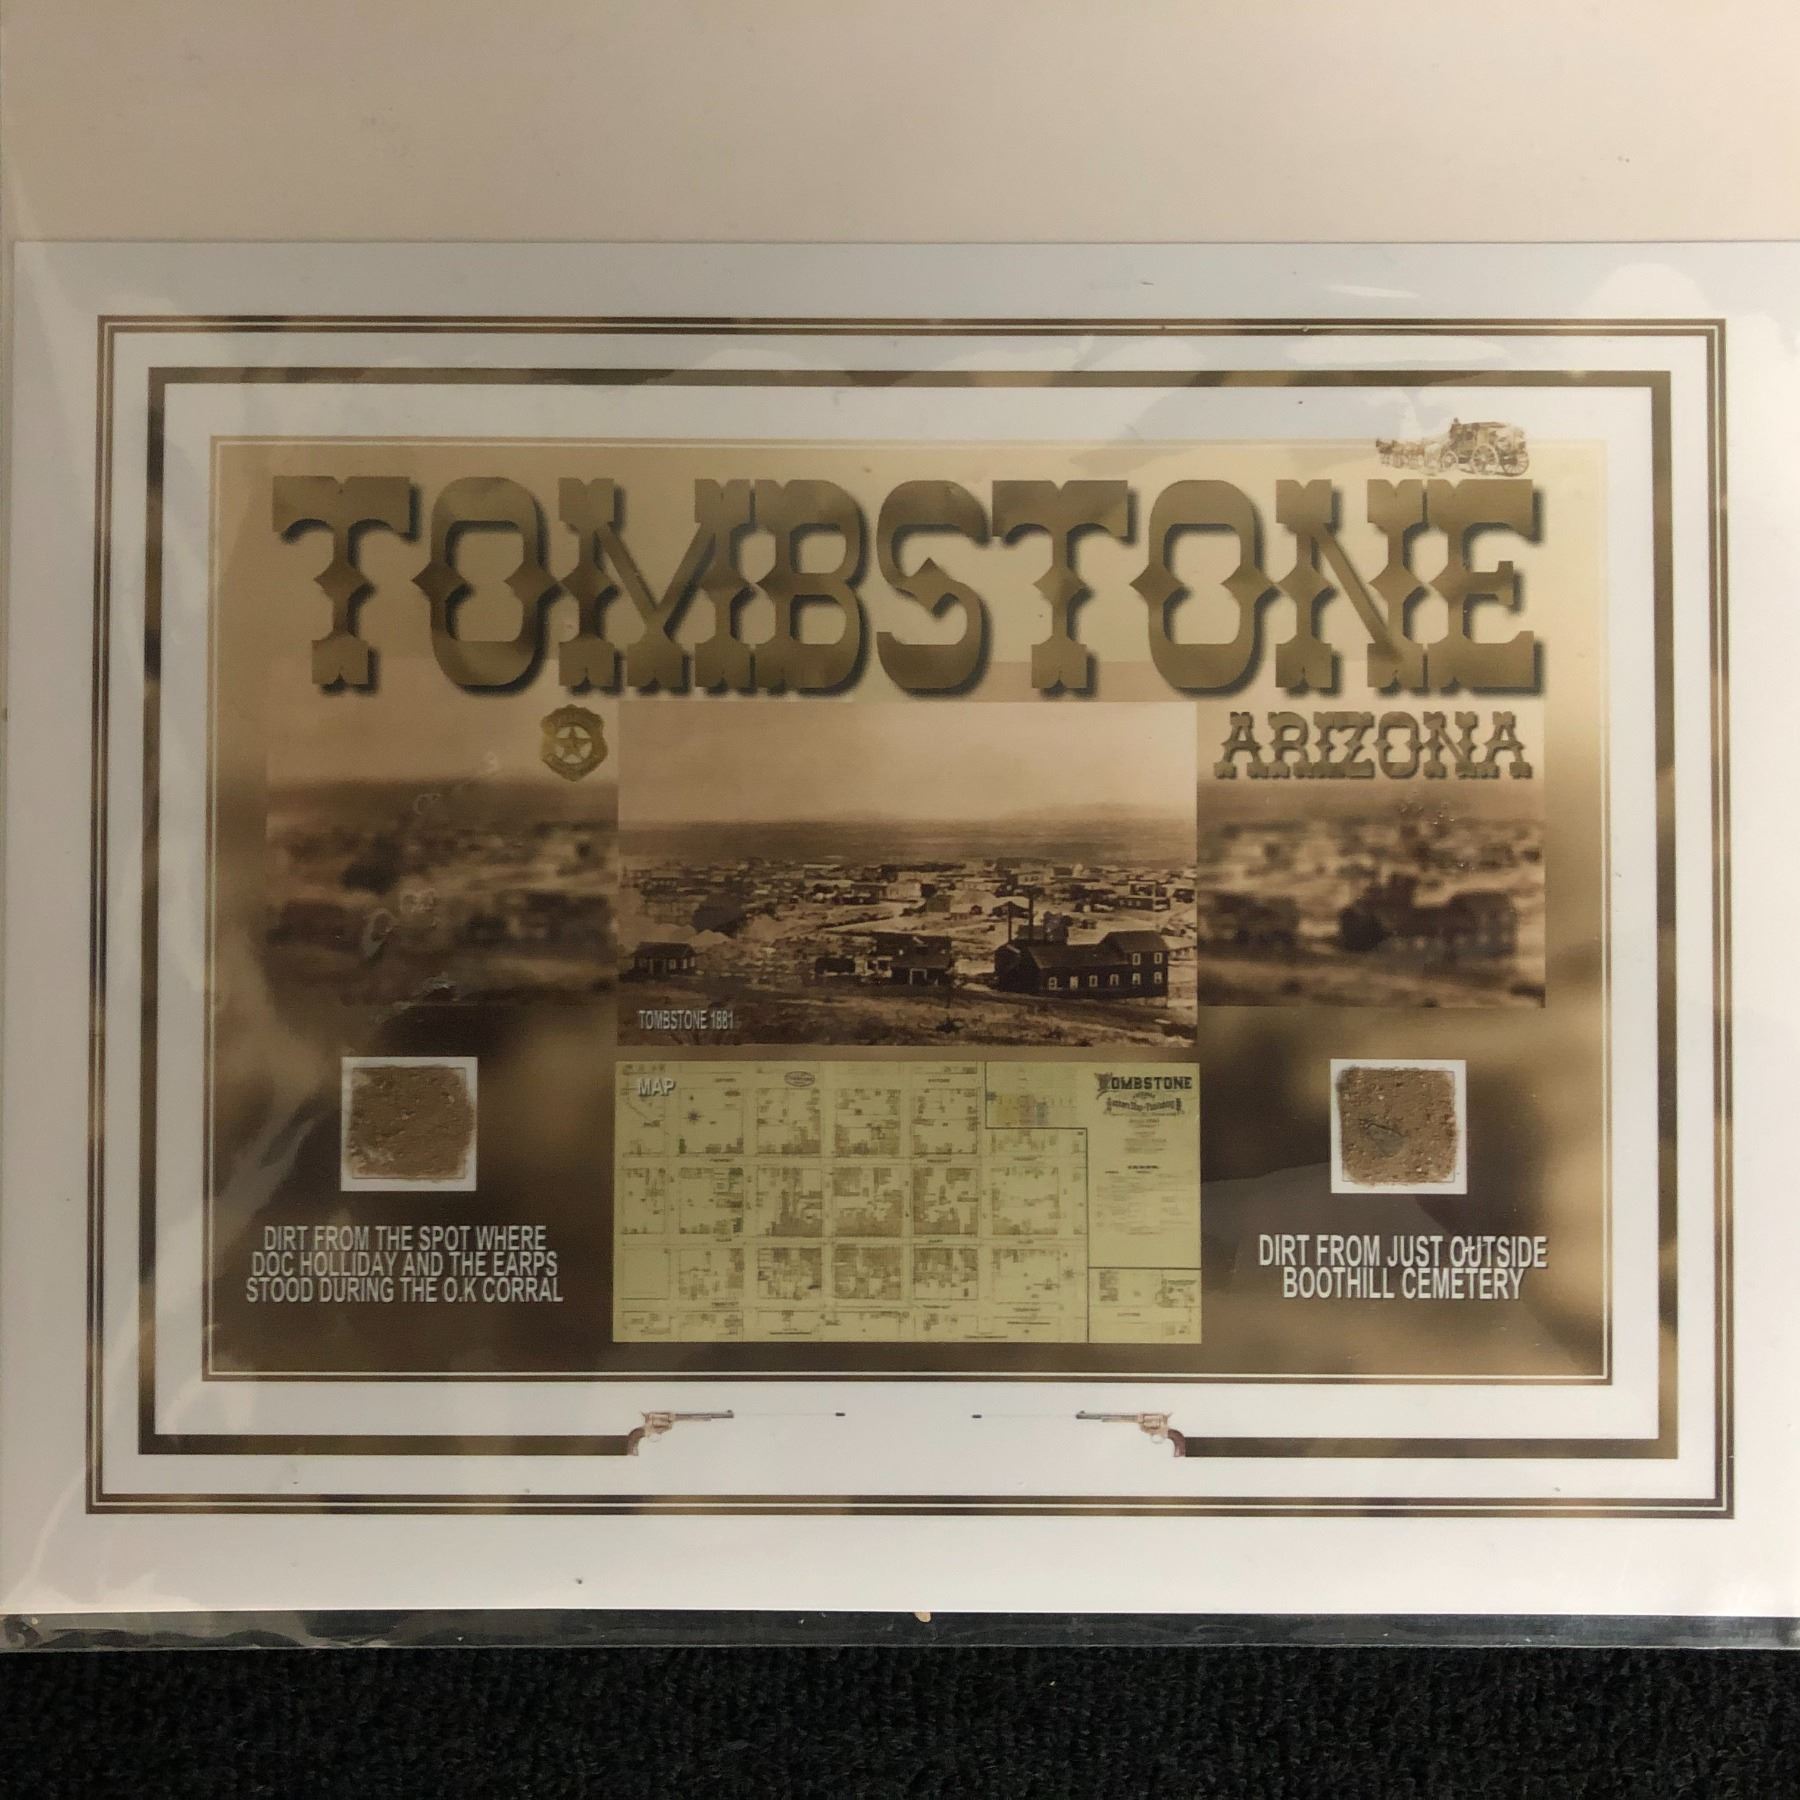 TOMBSTONE
ARIZONA
TOMBSTONE 1881
MAP
TOMBSTONE
DIRT FROM THE SPOT WHERE
DOC HOLLIDAY AND THE EARPS
STOOD DURING THE O.K CORRAL
DIRT FROM JUST OUTSIDE
BOOTHILL CEMETERY